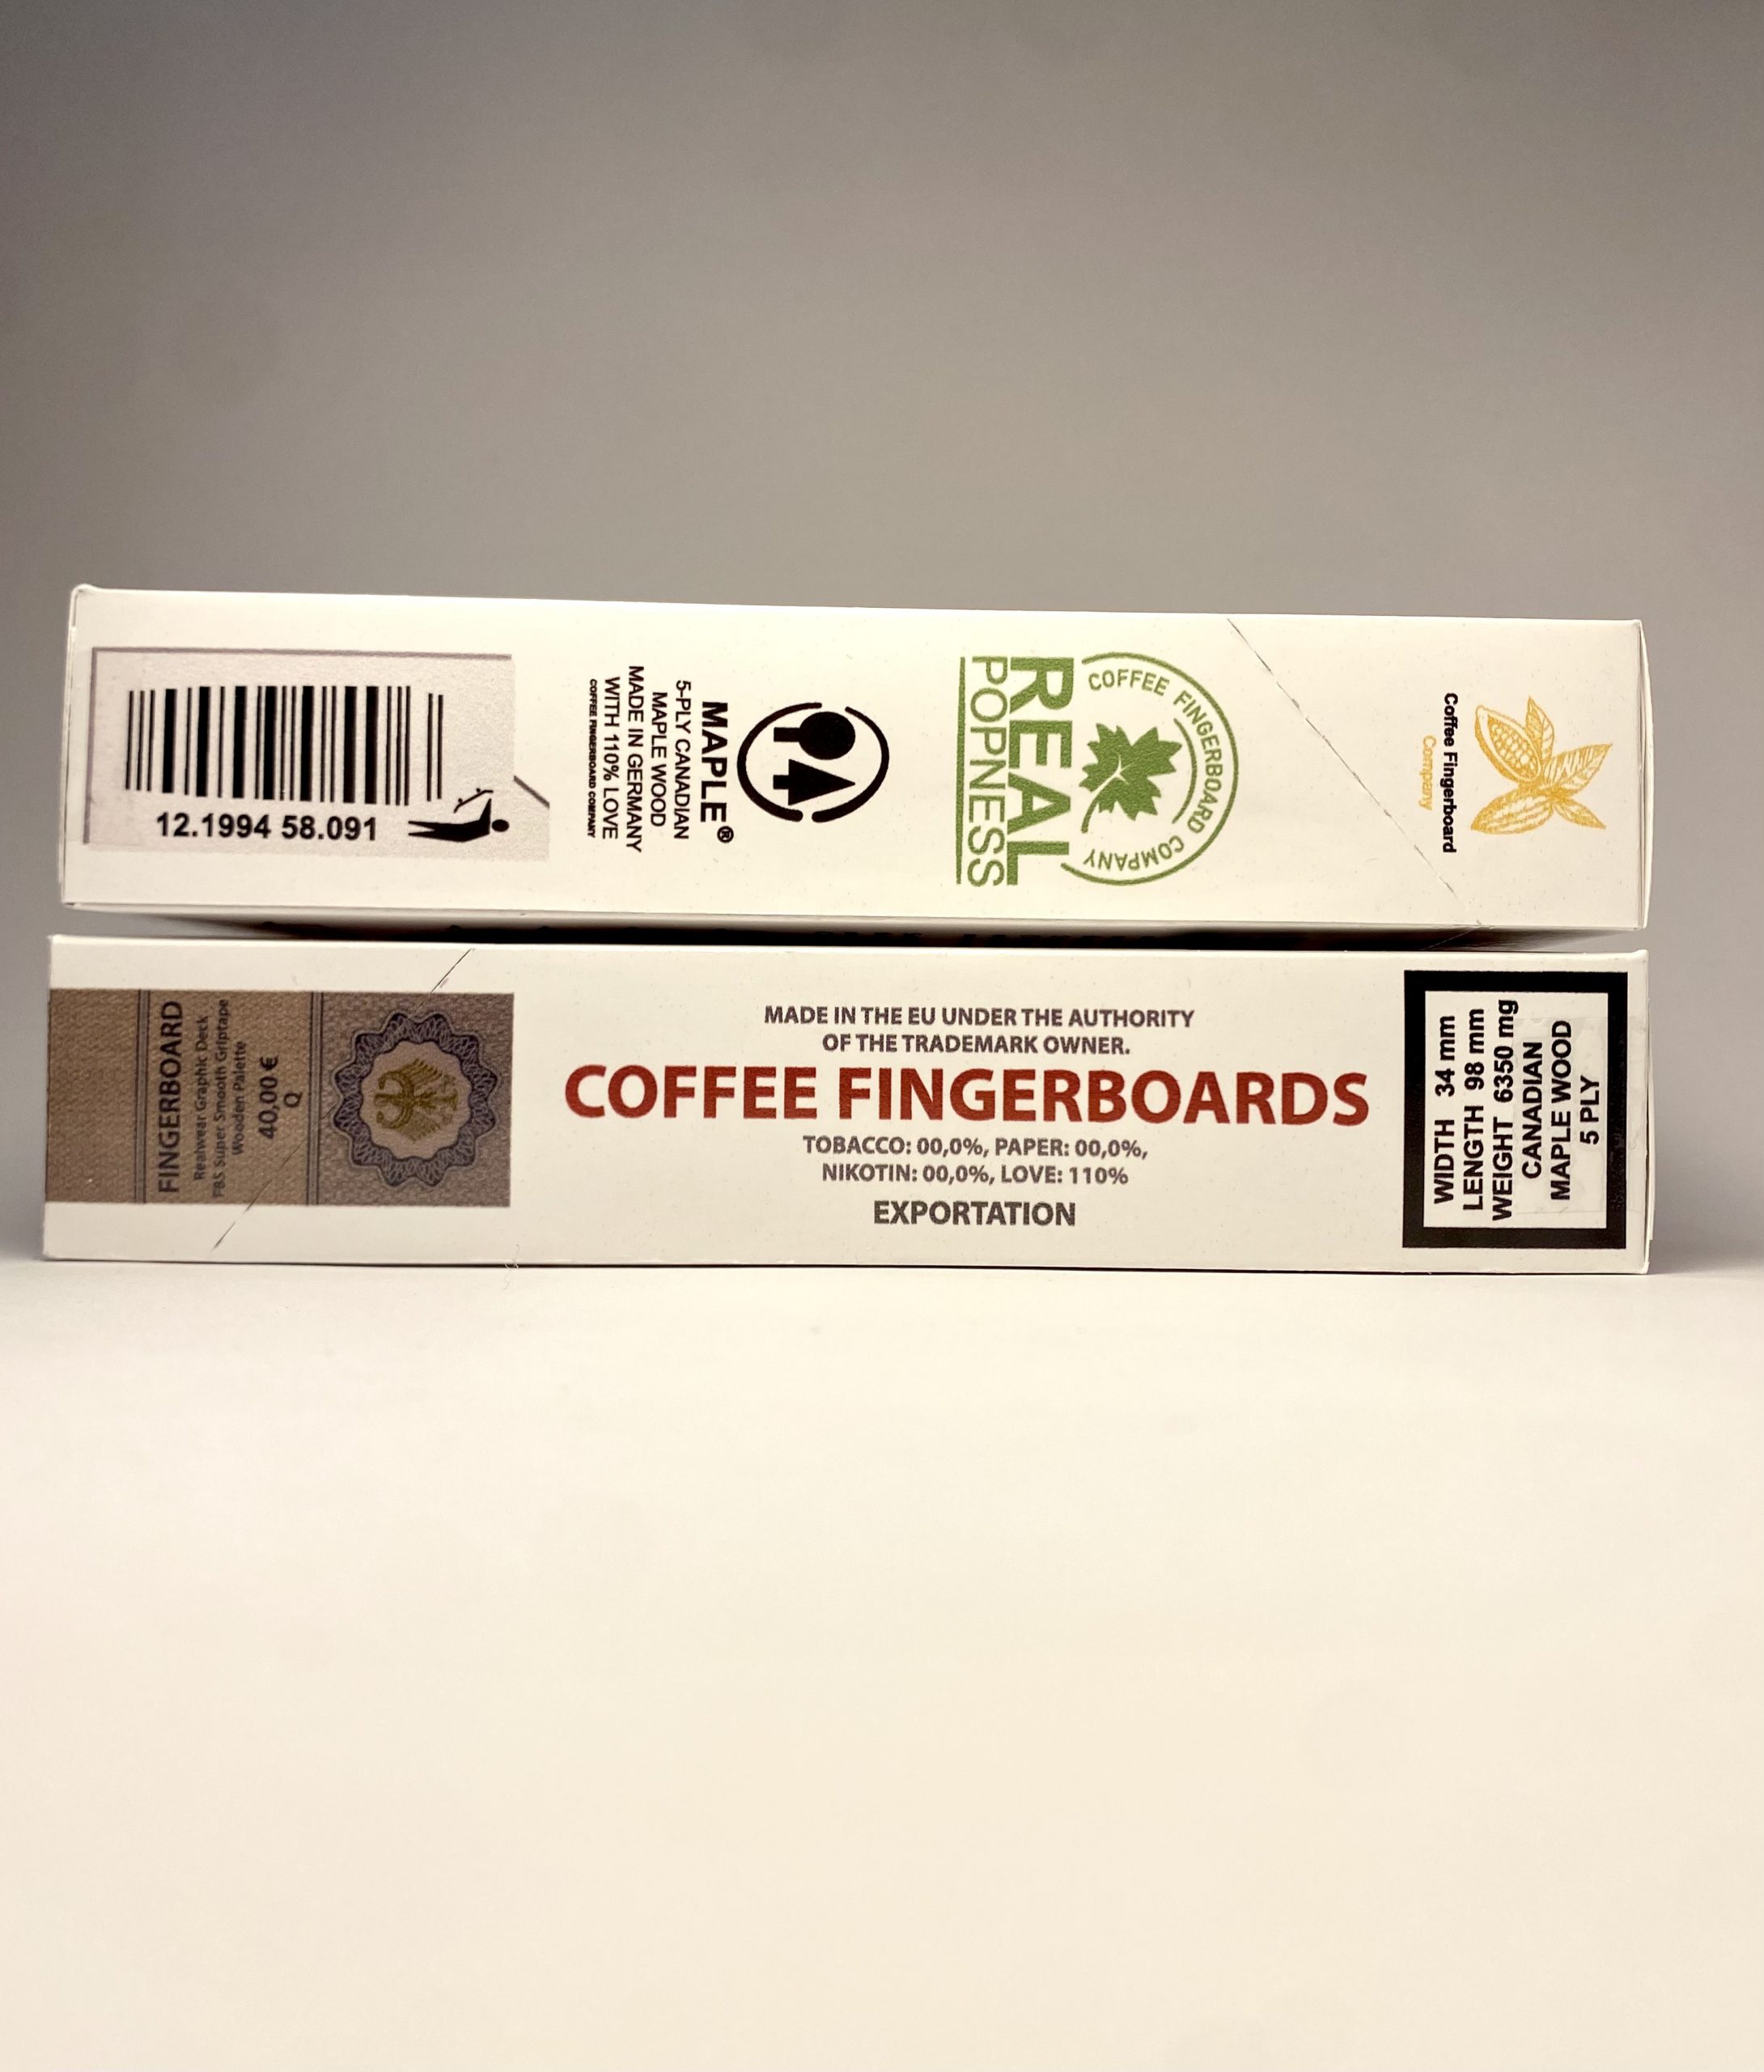 12.1994 58.091
MAPLE®
5-PLY CANADIAN
MAPLE WOOD
MADE IN GERMANY
WITH 110% LOVE
COFFEE FINGERBOARD COMPANY
COFFEE FINGERBOARD COMPANY
REAL
POPNESS
Coffee Fingerboard
Company
FINGERBOARD
Realwear Graphic Deck
FBS Super Smooth Griptape
Wooden Palette
40,00 €
Q
MADE IN THE EU UNDER THE AUTHORITY
OF THE TRADEMARK OWNER.
COFFEE FINGERBOARDS
TOBACCO: 00,0%, PAPER: 00,0%,
NIKOTIN: 00,0%, LOVE: 110%
EXPORTATION
WIDTH 34 mm
LENGTH 98 mm
WEIGHT 6350 mg
CANADIAN
MAPLE WOOD
5 PLY